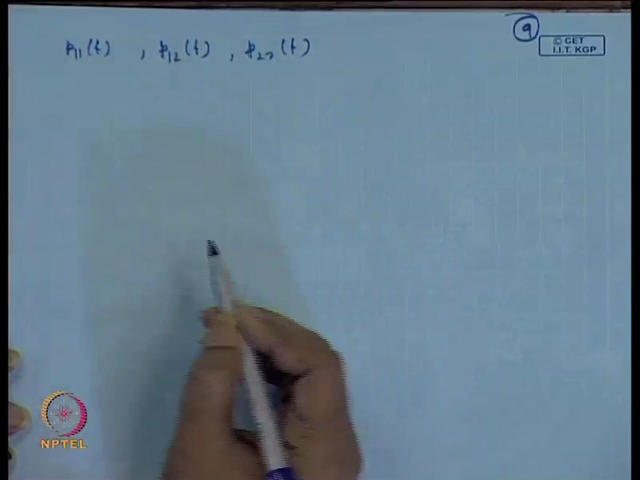 p₁₁(t) , p₁₂(t) , p₂₂(t)
9
© CET
I.I.T. KGP
NPTEL